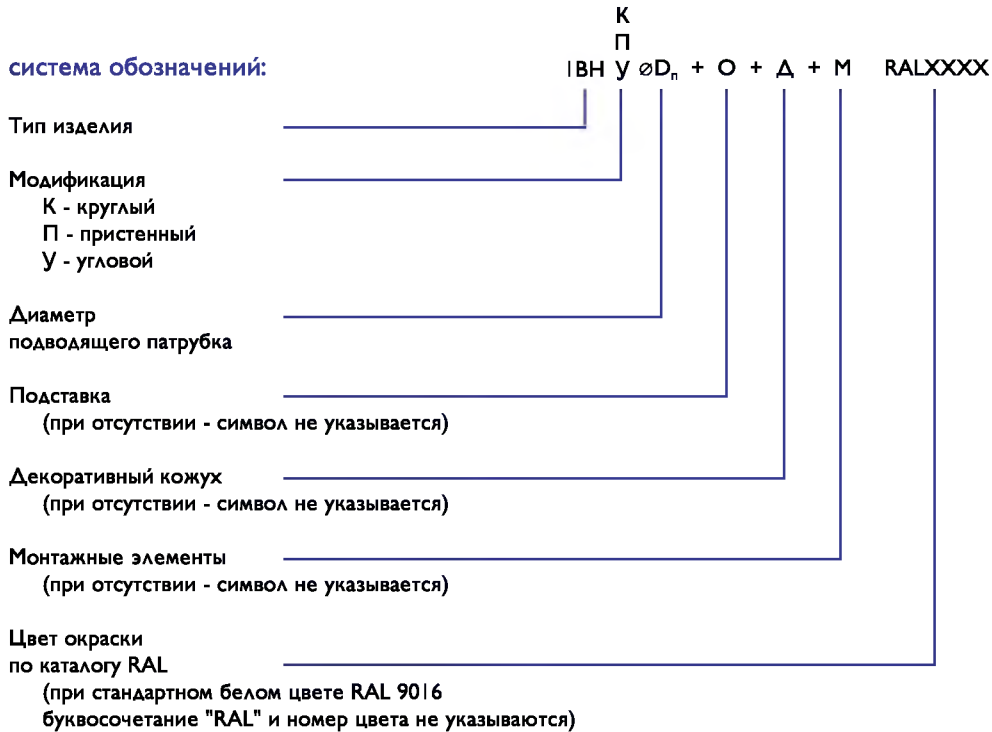 К
П
система обозначений: 1ВН У ⌀Dп + О + Д + М RALXXXX
Тип изделия
Модификация
К - круглый
П - пристенный
У - угловой
Диаметр
подводящего патрубка
Подставка
(при отсутствии - символ не указывается)
Декоративный кожух
(при отсутствии - символ не указывается)
Монтажные элементы
(при отсутствии - символ не указывается)
Цвет окраски
по каталогу RAL
(при стандартном белом цвете RAL 9016
буквосочетание "RAL" и номер цвета не указываются)